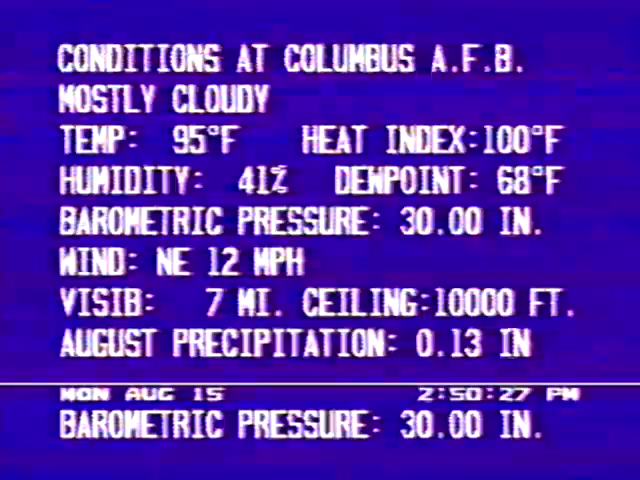 CONDITIONS AT COLUMBUS A.F.B.
MOSTLY CLOUDY
TEMP: 95°F HEAT INDEX:100°F
HUMIDITY: 41% DEWPOINT: 68°F
BAROMETRIC PRESSURE: 30.00 IN.
WIND: NE 12 MPH
VISIB: 7 MI. CEILING:10000 FT.
AUGUST PRECIPITATION: 0.13 IN
MON AUG 15 2:50:27 PM
BAROMETRIC PRESSURE: 30.00 IN.